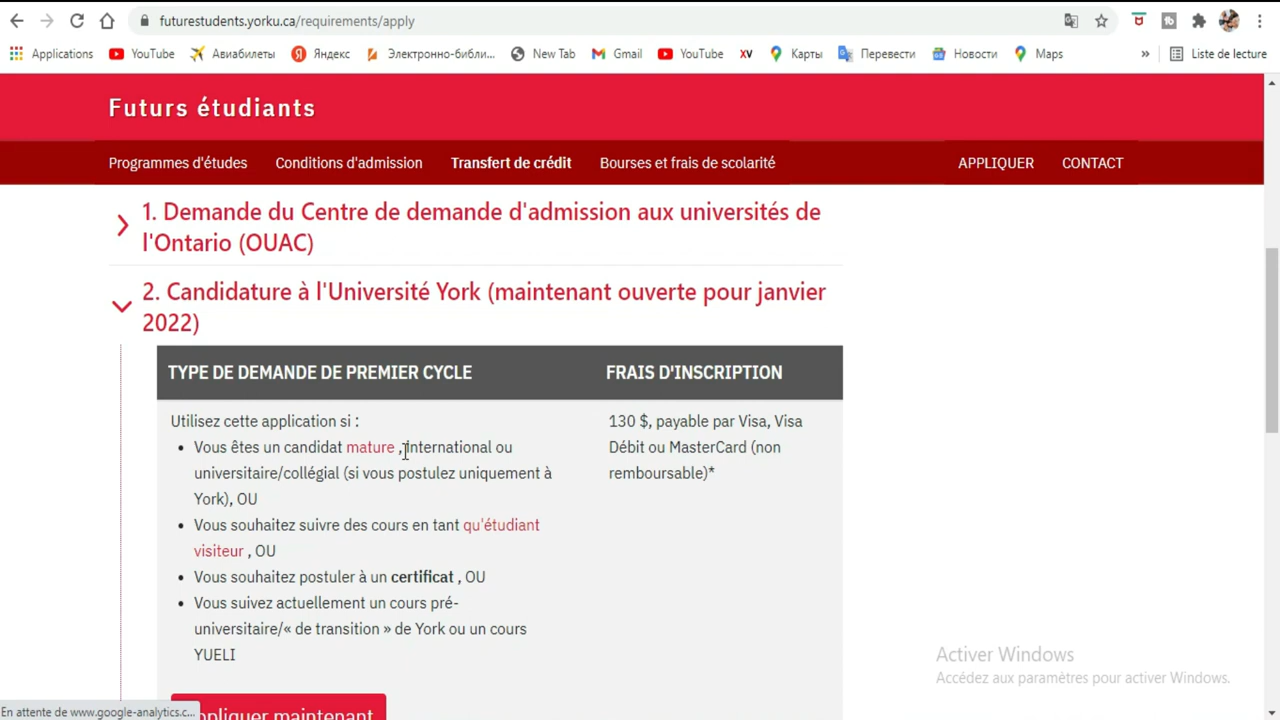 futurestudents.yorku.ca/requirements/apply
Applications YouTube Авиабилеты Яндекс Электронно-библи... New Tab Gmail YouTube XV Карты Перевести Новости Maps » Liste de lecture
Futurs étudiants
Programmes d'études Conditions d'admission Transfert de crédit Bourses et frais de scolarité APPLIQUER CONTACT
1. Demande du Centre de demande d'admission aux universités de
l'Ontario (OUAC)
2. Candidature à l'Université York (maintenant ouverte pour janvier
2022)
TYPE DE DEMANDE DE PREMIER CYCLE FRAIS D'INSCRIPTION
Utilisez cette application si : 130 $, payable par Visa, Visa
• Vous êtes un candidat mature , international ou Débit ou MasterCard (non
universitaire/collégial (si vous postulez uniquement à remboursable)*
York), OU
• Vous souhaitez suivre des cours en tant qu'étudiant
visiteur , OU
• Vous souhaitez postuler à un certificat , OU
• Vous suivez actuellement un cours pré-
universitaire/« de transition » de York ou un cours
YUELI
Activer Windows
Accédez aux paramètres pour activer Windows.
En attente de www.google-analytics.c... ppliquer maintenant